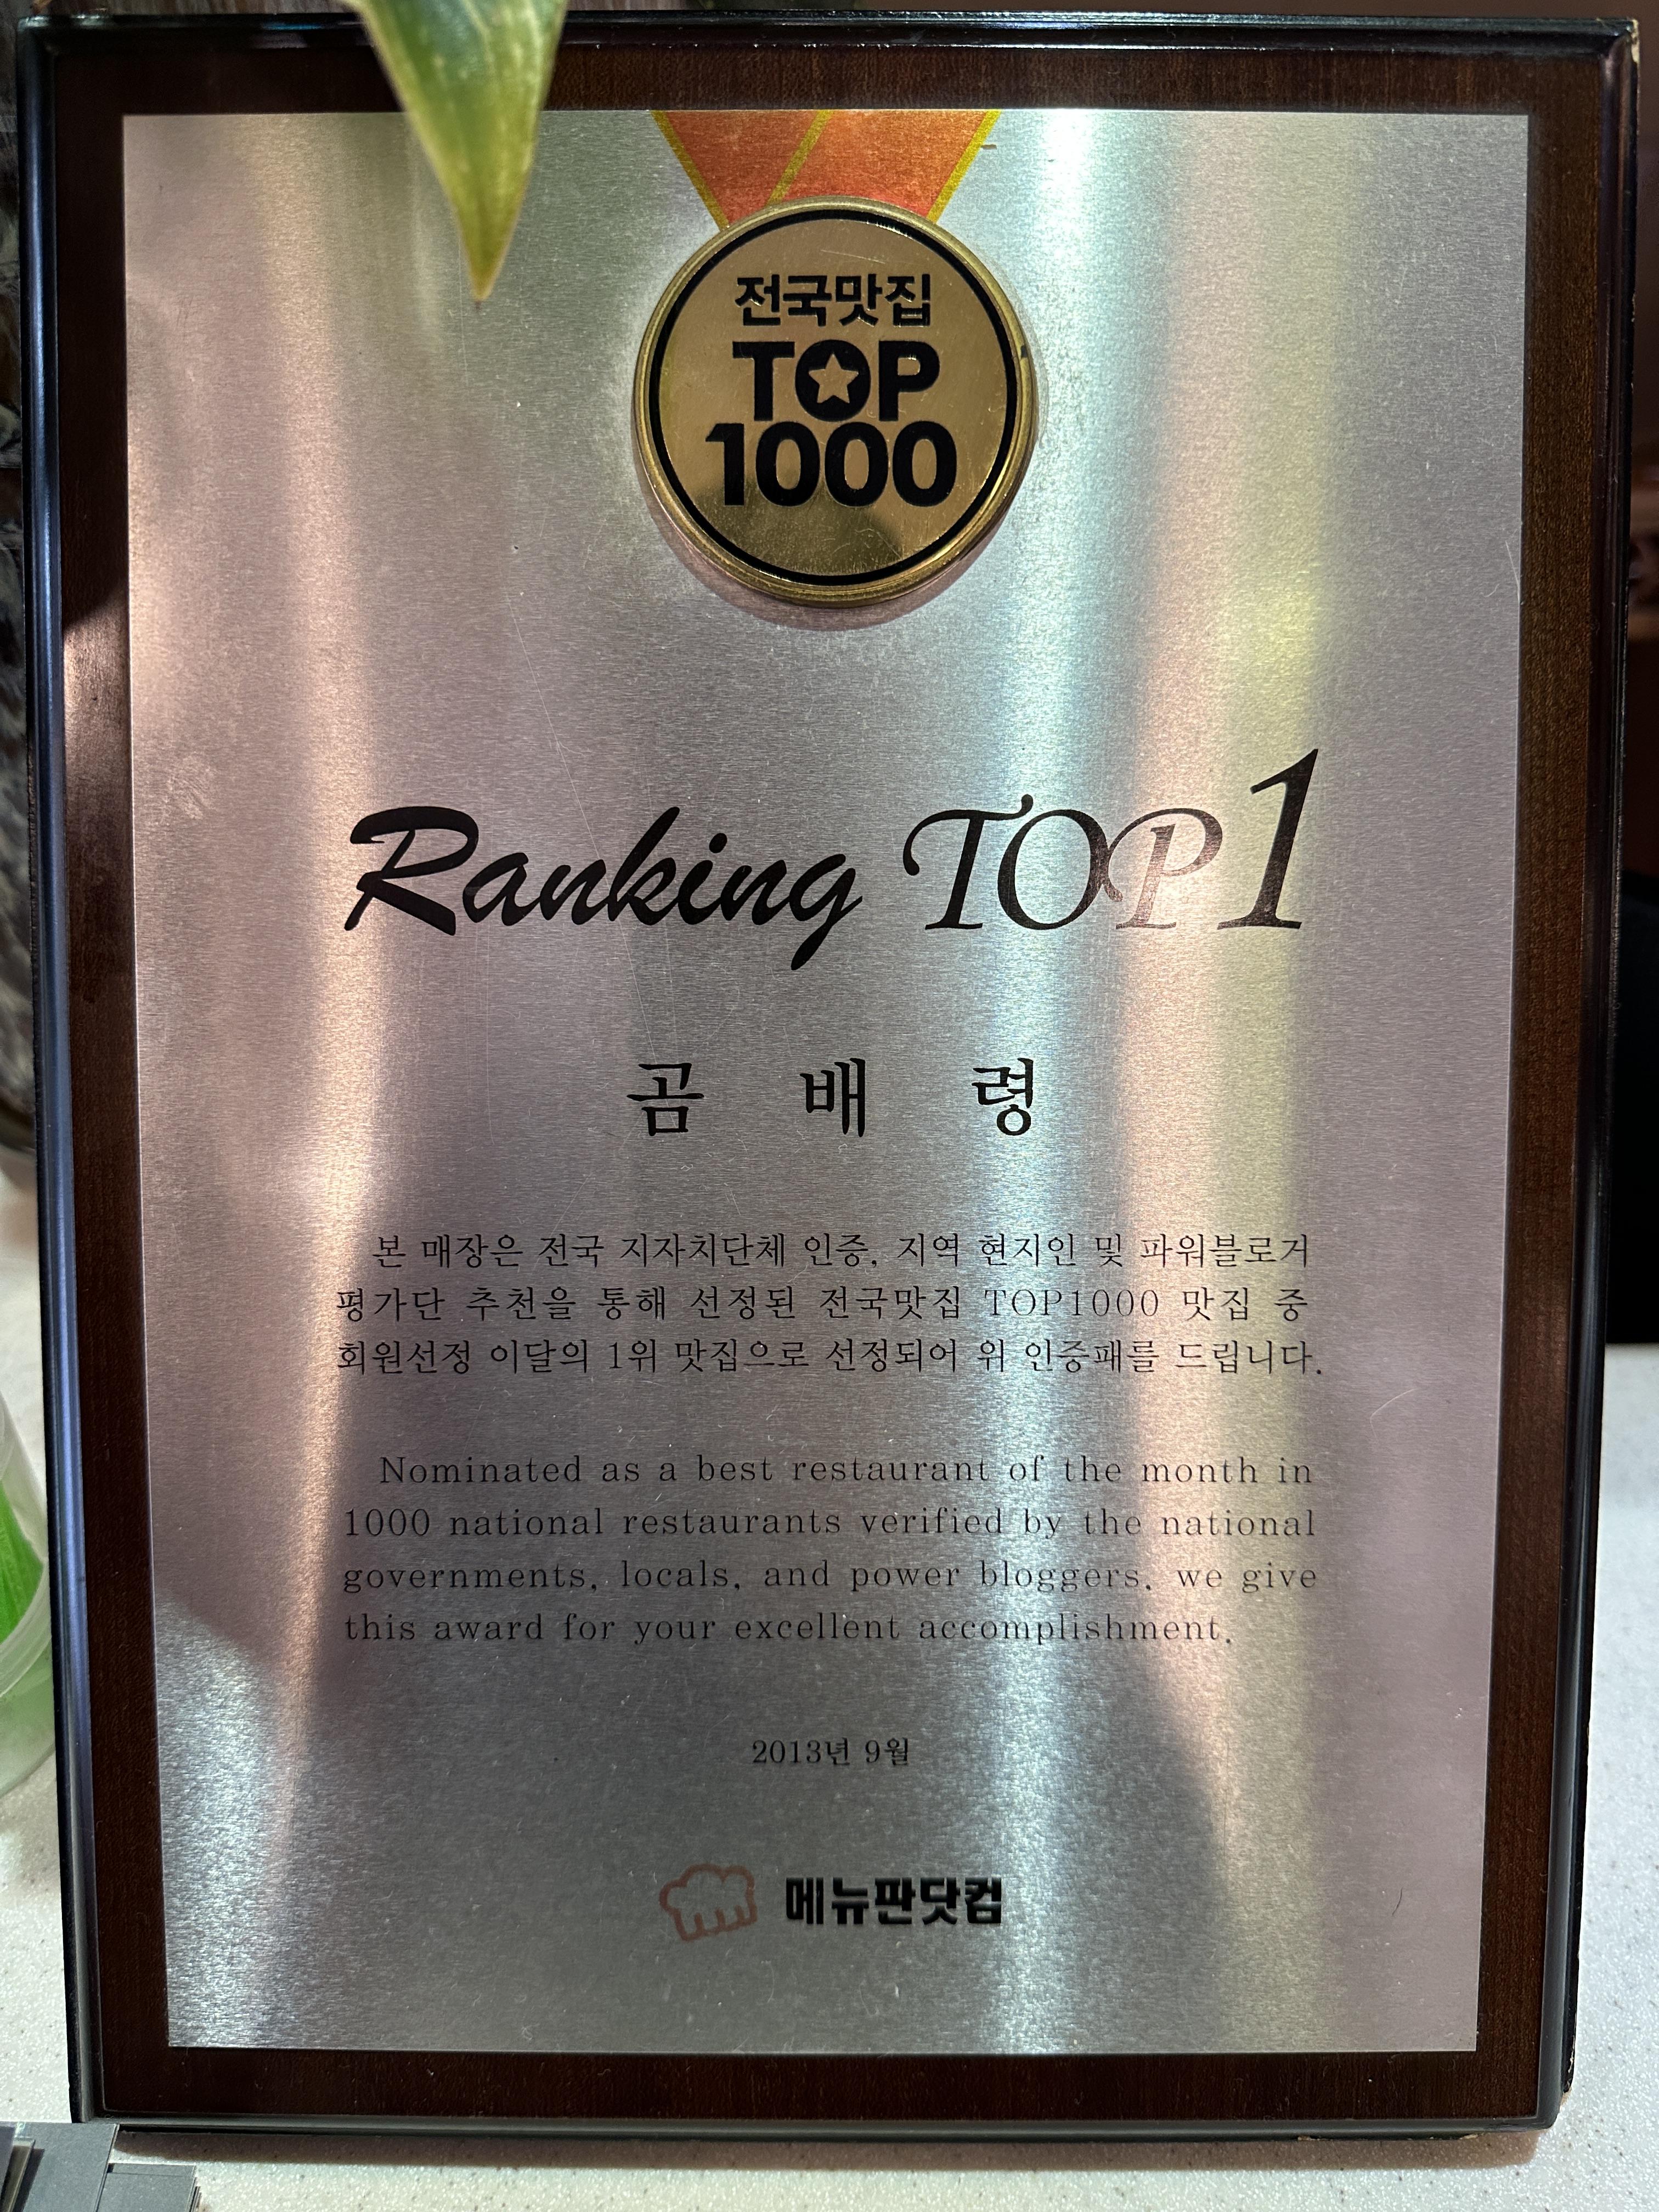 전국맛집
TOP
1000
Ranking TOP1
곰 배 령
본 매장은 전국 지자치단체 인증, 지역 현지인 및 파워블로거
평가단 추천을 통해 선정된 전국맛집 TOP1000 맛집 중
회원선정 이달의 1위 맛집으로 선정되어 위 인증패를 드립니다.
Nominated as a best restaurant of the month in
1000 national restaurants verified by the national
governments, locals, and power bloggers. we give
this award for your excellent accomplishment.
2013년 9월
메뉴판닷컴